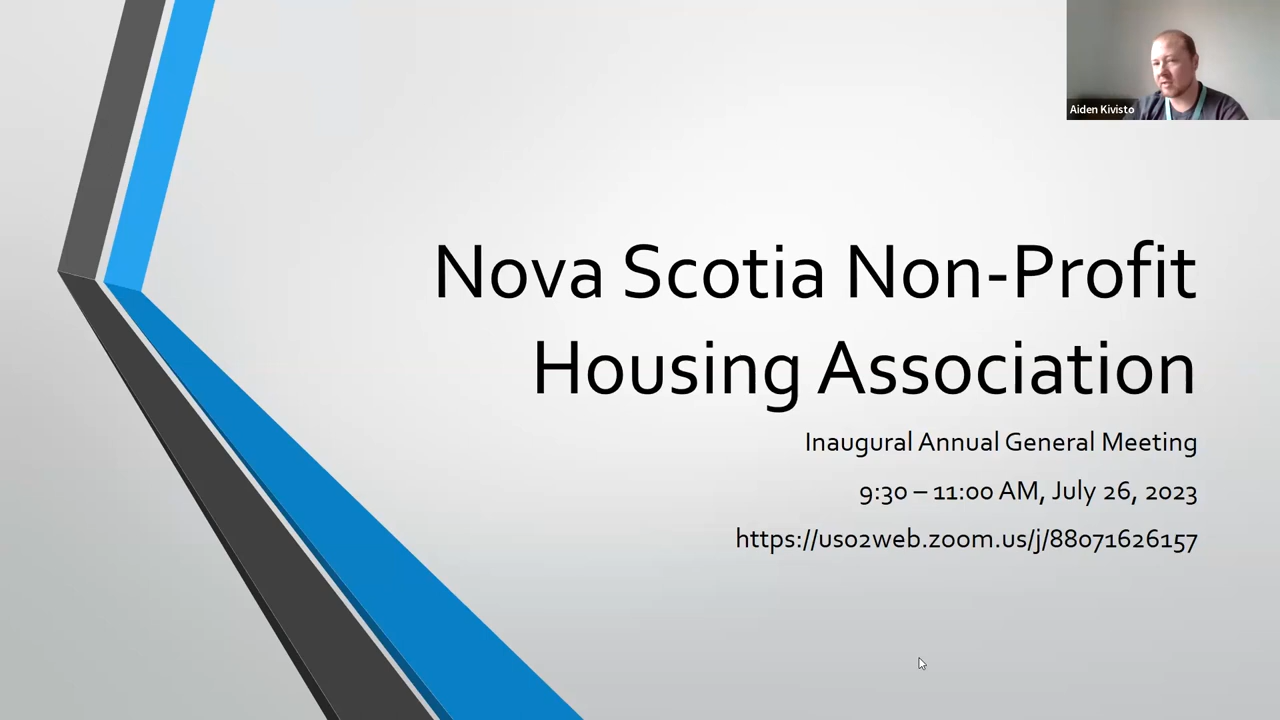 Aiden Kivisto
Nova Scotia Non-Profit
Housing Association
Inaugural Annual General Meeting
9:30 – 11:00 AM, July 26, 2023
https://us02web.zoom.us/j/88071626157